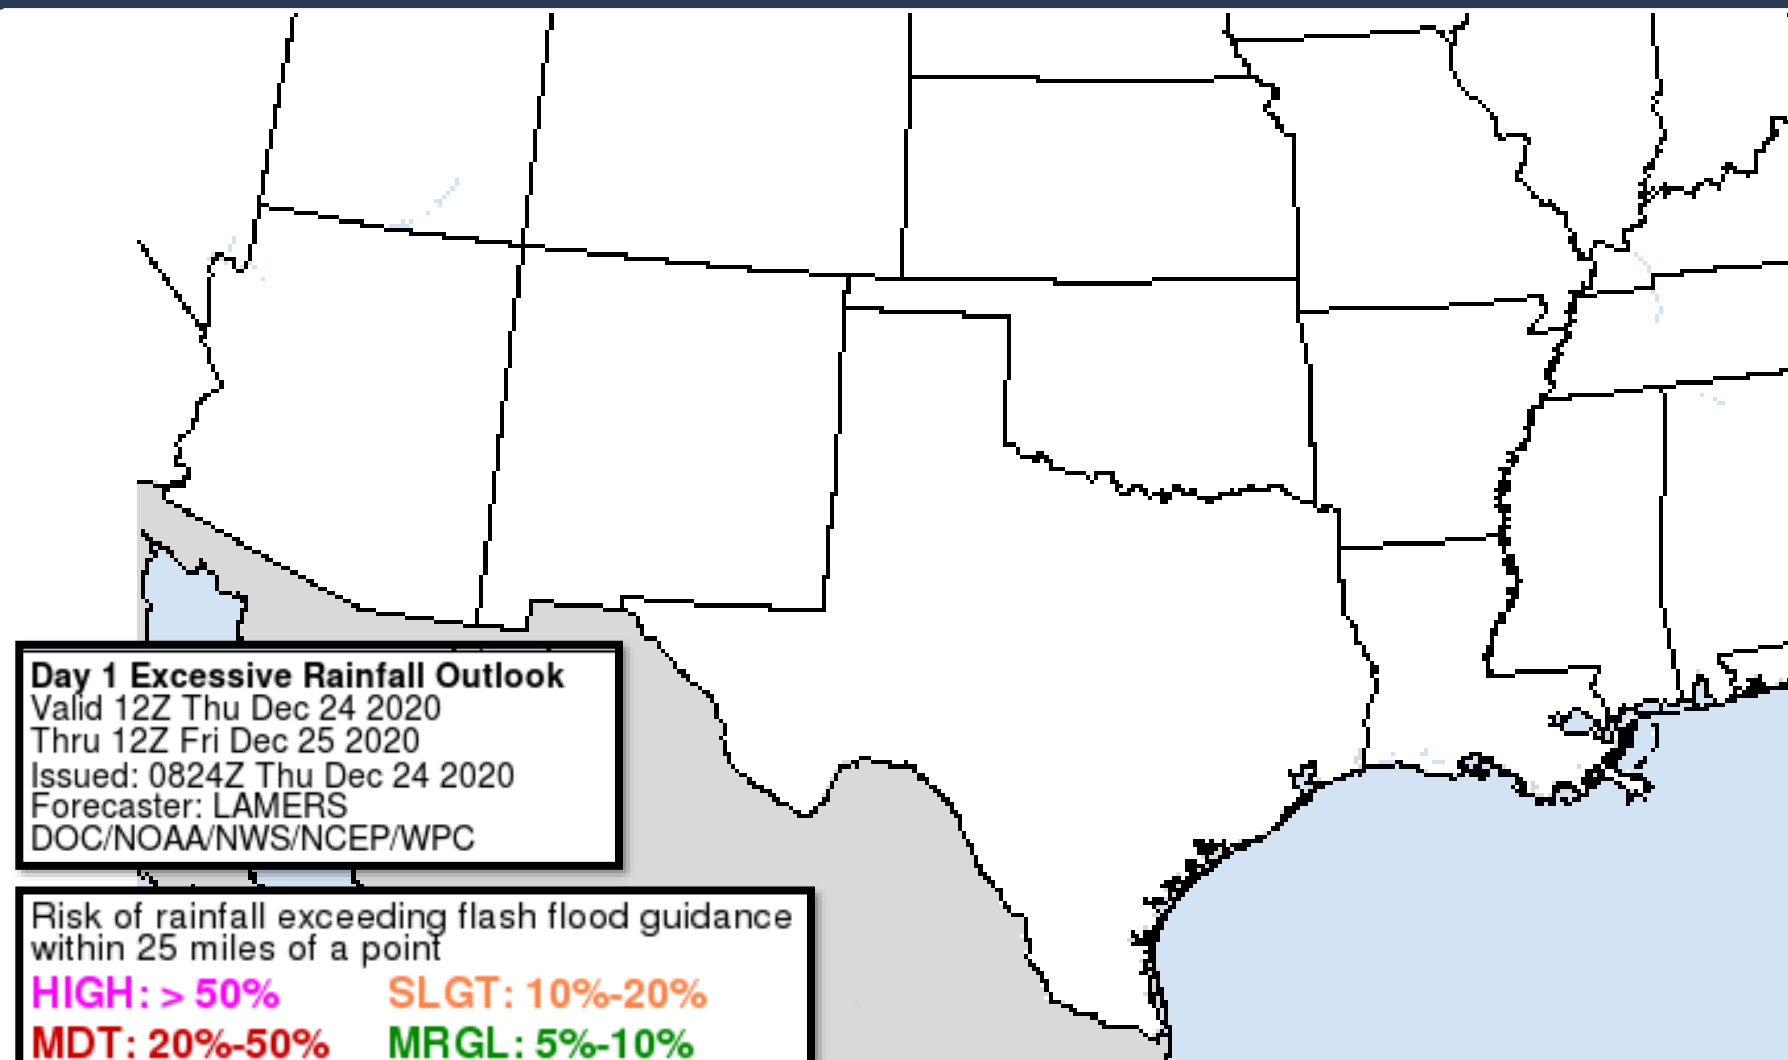 Day 1 Excessive Rainfall Outlook
Valid 12Z Thu Dec 24 2020
Thru 12Z Fri Dec 25 2020
Issued: 0824Z Thu Dec 24 2020
Forecaster: LAMERS
DOC/NOAA/NWS/NCEP/WPC
Risk of rainfall exceeding flash flood guidance
within 25 miles of a point
HIGH: > 50% SLGT: 10%-20%
MDT: 20%-50% MRGL: 5%-10%